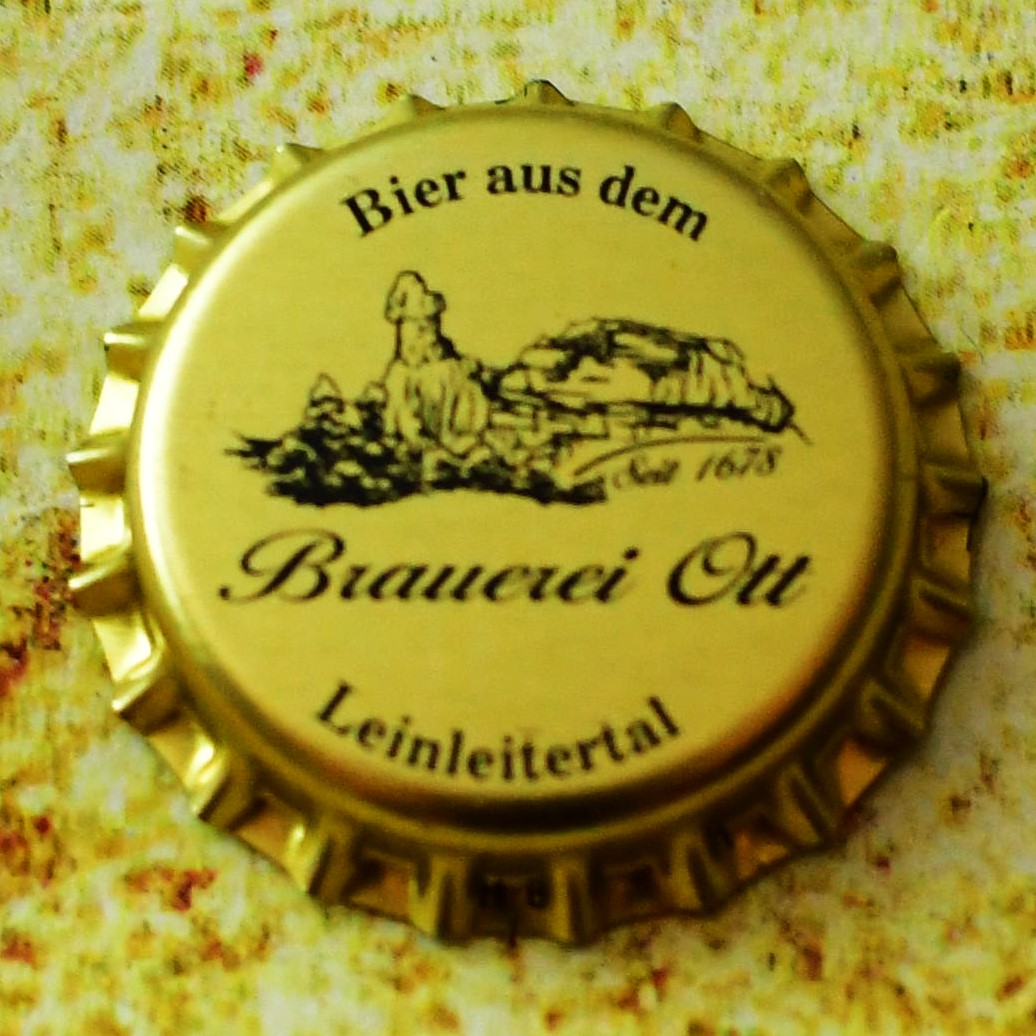 Bier aus dem
Seit 1678
Brauerei Ott
Leinleitertal